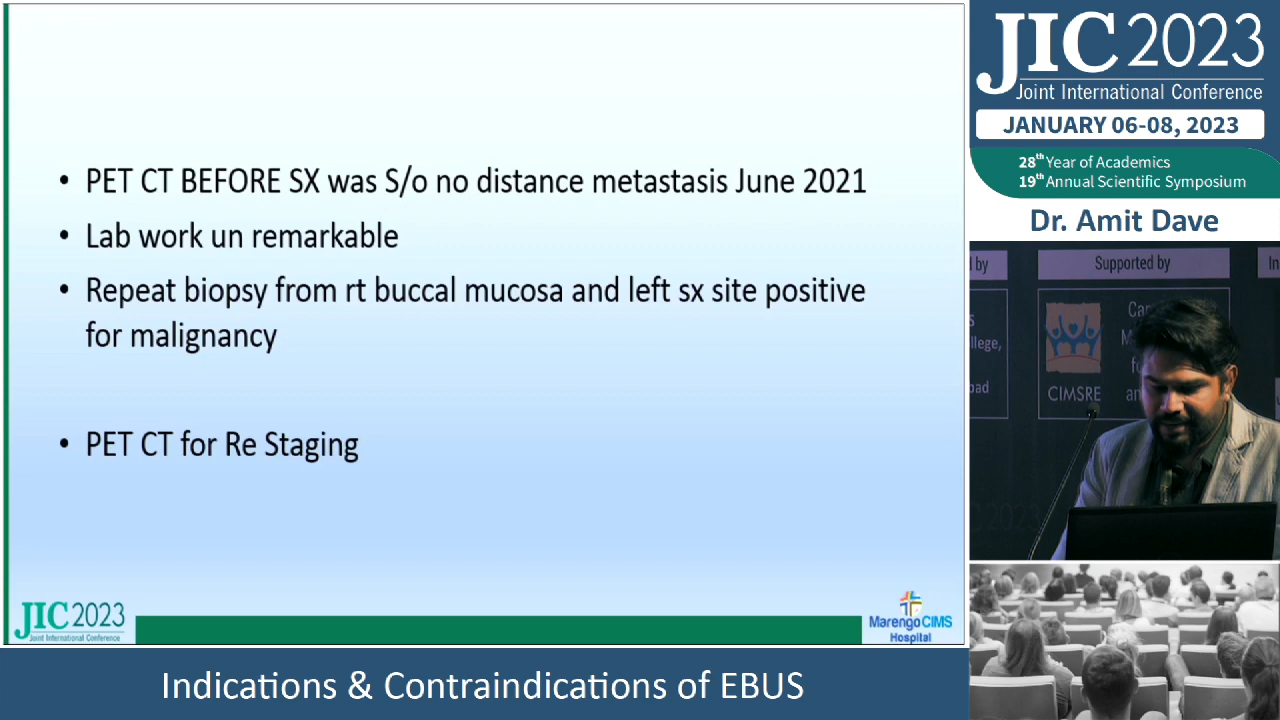 • PET CT BEFORE SX was S/o no distance metastasis June 2021
• Lab work un remarkable
• Repeat biopsy from rt buccal mucosa and left sx site positive
for malignancy
• PET CT for Re Staging
JIC 2023
Joint International Conference
Marengo CIMS
Hospital
Indications & Contraindications of EBUS
JIC 2023
Joint International Conference
JANUARY 06-08, 2023
28th Year of Academics
19th Annual Scientific Symposium
Dr. Amit Dave
by
Supported by
In
CIMSRE